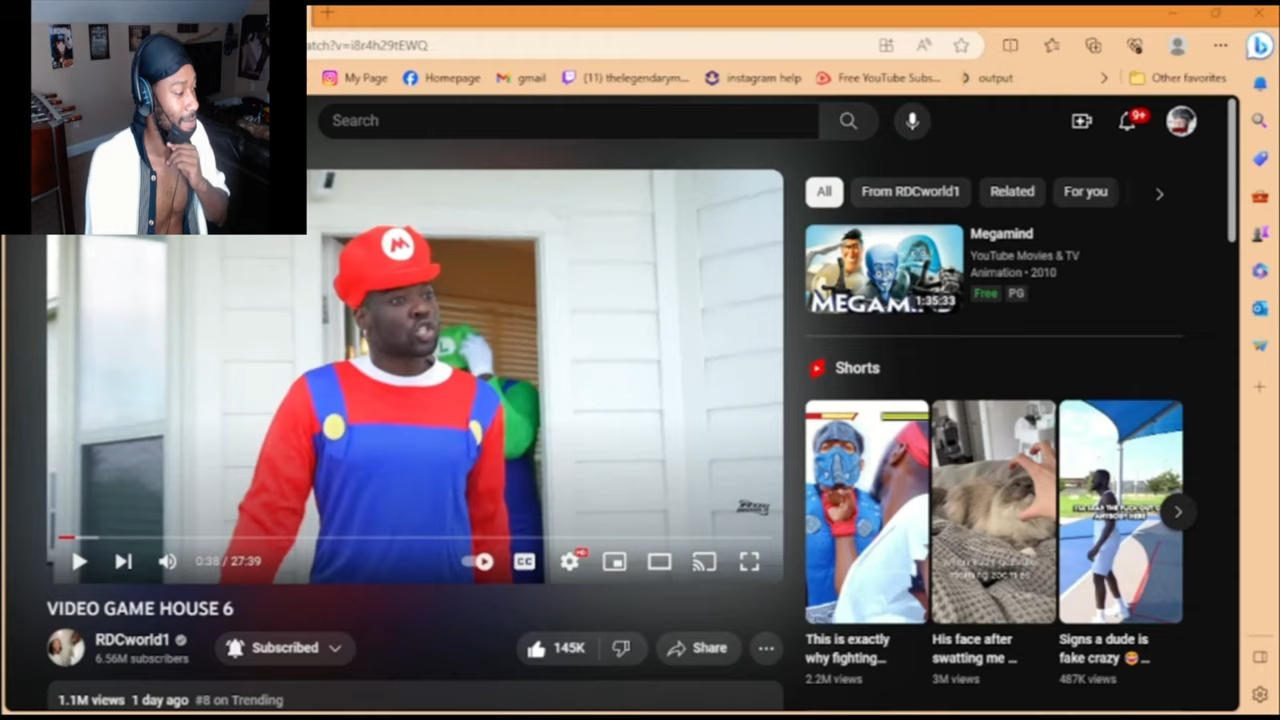 atch?v=i8r4h29tEWQ
My Page
Homepage
gmail
(11) thelegendarym...
instagram help
Free YouTube Subs...
output
Other favorites
Search
9+
All
From RDCworld1
Related
For you
M
L
Megamind
YouTube Movies & TV
Animation • 2010
Free
PG
MEGAM
1:35:33
Shorts
HD
0:38 / 27:39
CC
VIDEO GAME HOUSE 6
RDCworld1
6.56M subscribers
Subscribed
145K
Share
1.1M views 1 day ago #8 on Trending
This is exactly
why fighting...
2.2M views
His face after
swatting me ...
3M views
Signs a dude is
fake crazy 😅...
487K views